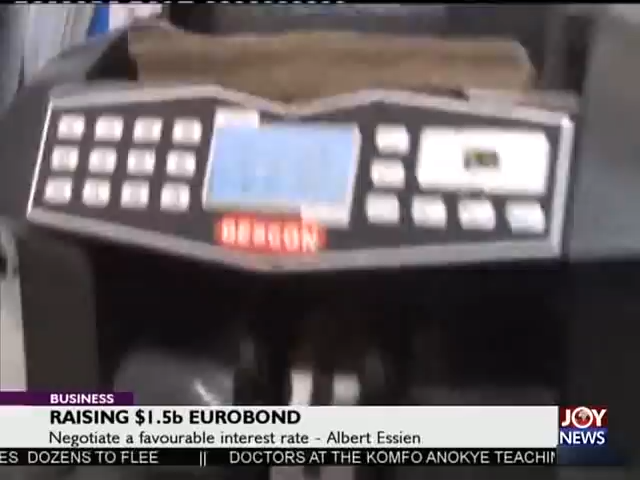 BEACON
BUSINESS
RAISING $1.5b EUROBOND
Negotiate a favourable interest rate - Albert Essien
JOY
NEWS
ES DOZENS TO FLEE || DOCTORS AT THE KOMFO ANOKYE TEACHIN